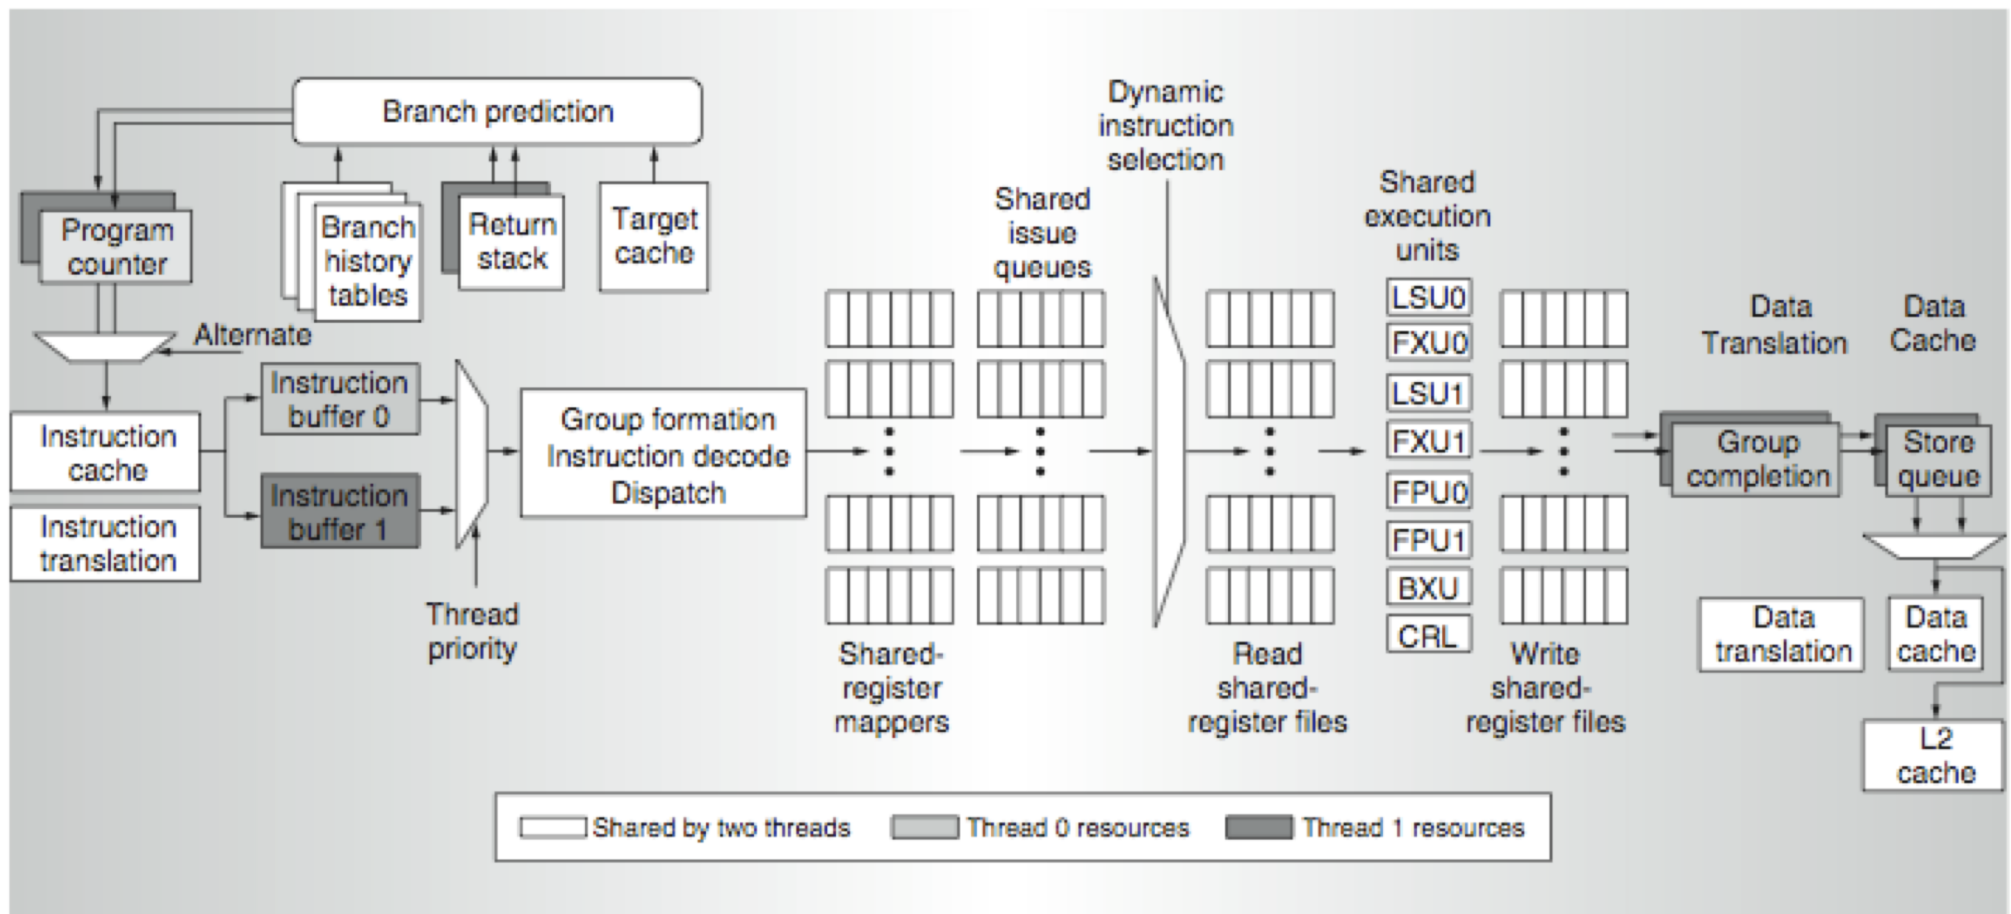 Branch prediction
Program
counter
Branch
history
tables
Return
stack
Target
cache
Alternate
Instruction
cache
Instruction
translation
Instruction
buffer 0
Instruction
buffer 1
Thread
priority
Group formation
Instruction decode
Dispatch
Shared-
register
mappers
Shared
issue
queues
Dynamic
instruction
selection
Read
shared-
register files
Shared
execution
units
LSU0
FXU0
LSU1
FXU1
FPU0
FPU1
BXU
CRL
Write
shared-
register files
Data
Translation
Data
Cache
Group
completion
Store
queue
Data
translation
Data
cache
L2
cache
Shared by two threads
Thread 0 resources
Thread 1 resources